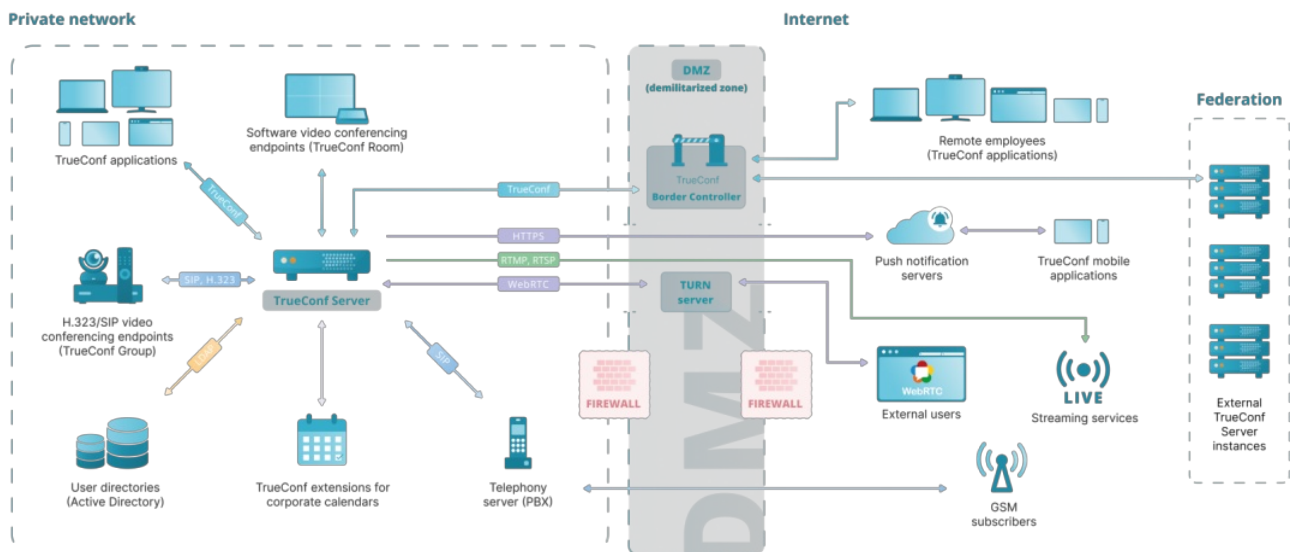 Private network
Internet
DMZ
(demilitarized zone)
Federation
TrueConf applications
Software video conferencing
endpoints (TrueConf Room)
Remote employees
(TrueConf applications)
TrueConf
Border Controller
TrueConf
TrueConf
HTTPS
RTMP, RTSP
WebRTC
Push notification
servers
TrueConf mobile
applications
SIP, H.323
TrueConf Server
TURN
server
H.323/SIP video
conferencing endpoints
(TrueConf Group)
LDAP
SIP
FIREWALL
FIREWALL
WebRTC
External users
LIVE
Streaming services
External
TrueConf
Server
instances
User directories
(Active Directory)
TrueConf extensions for
corporate calendars
Telephony
server (PBX)
GSM
subscribers
DMZ